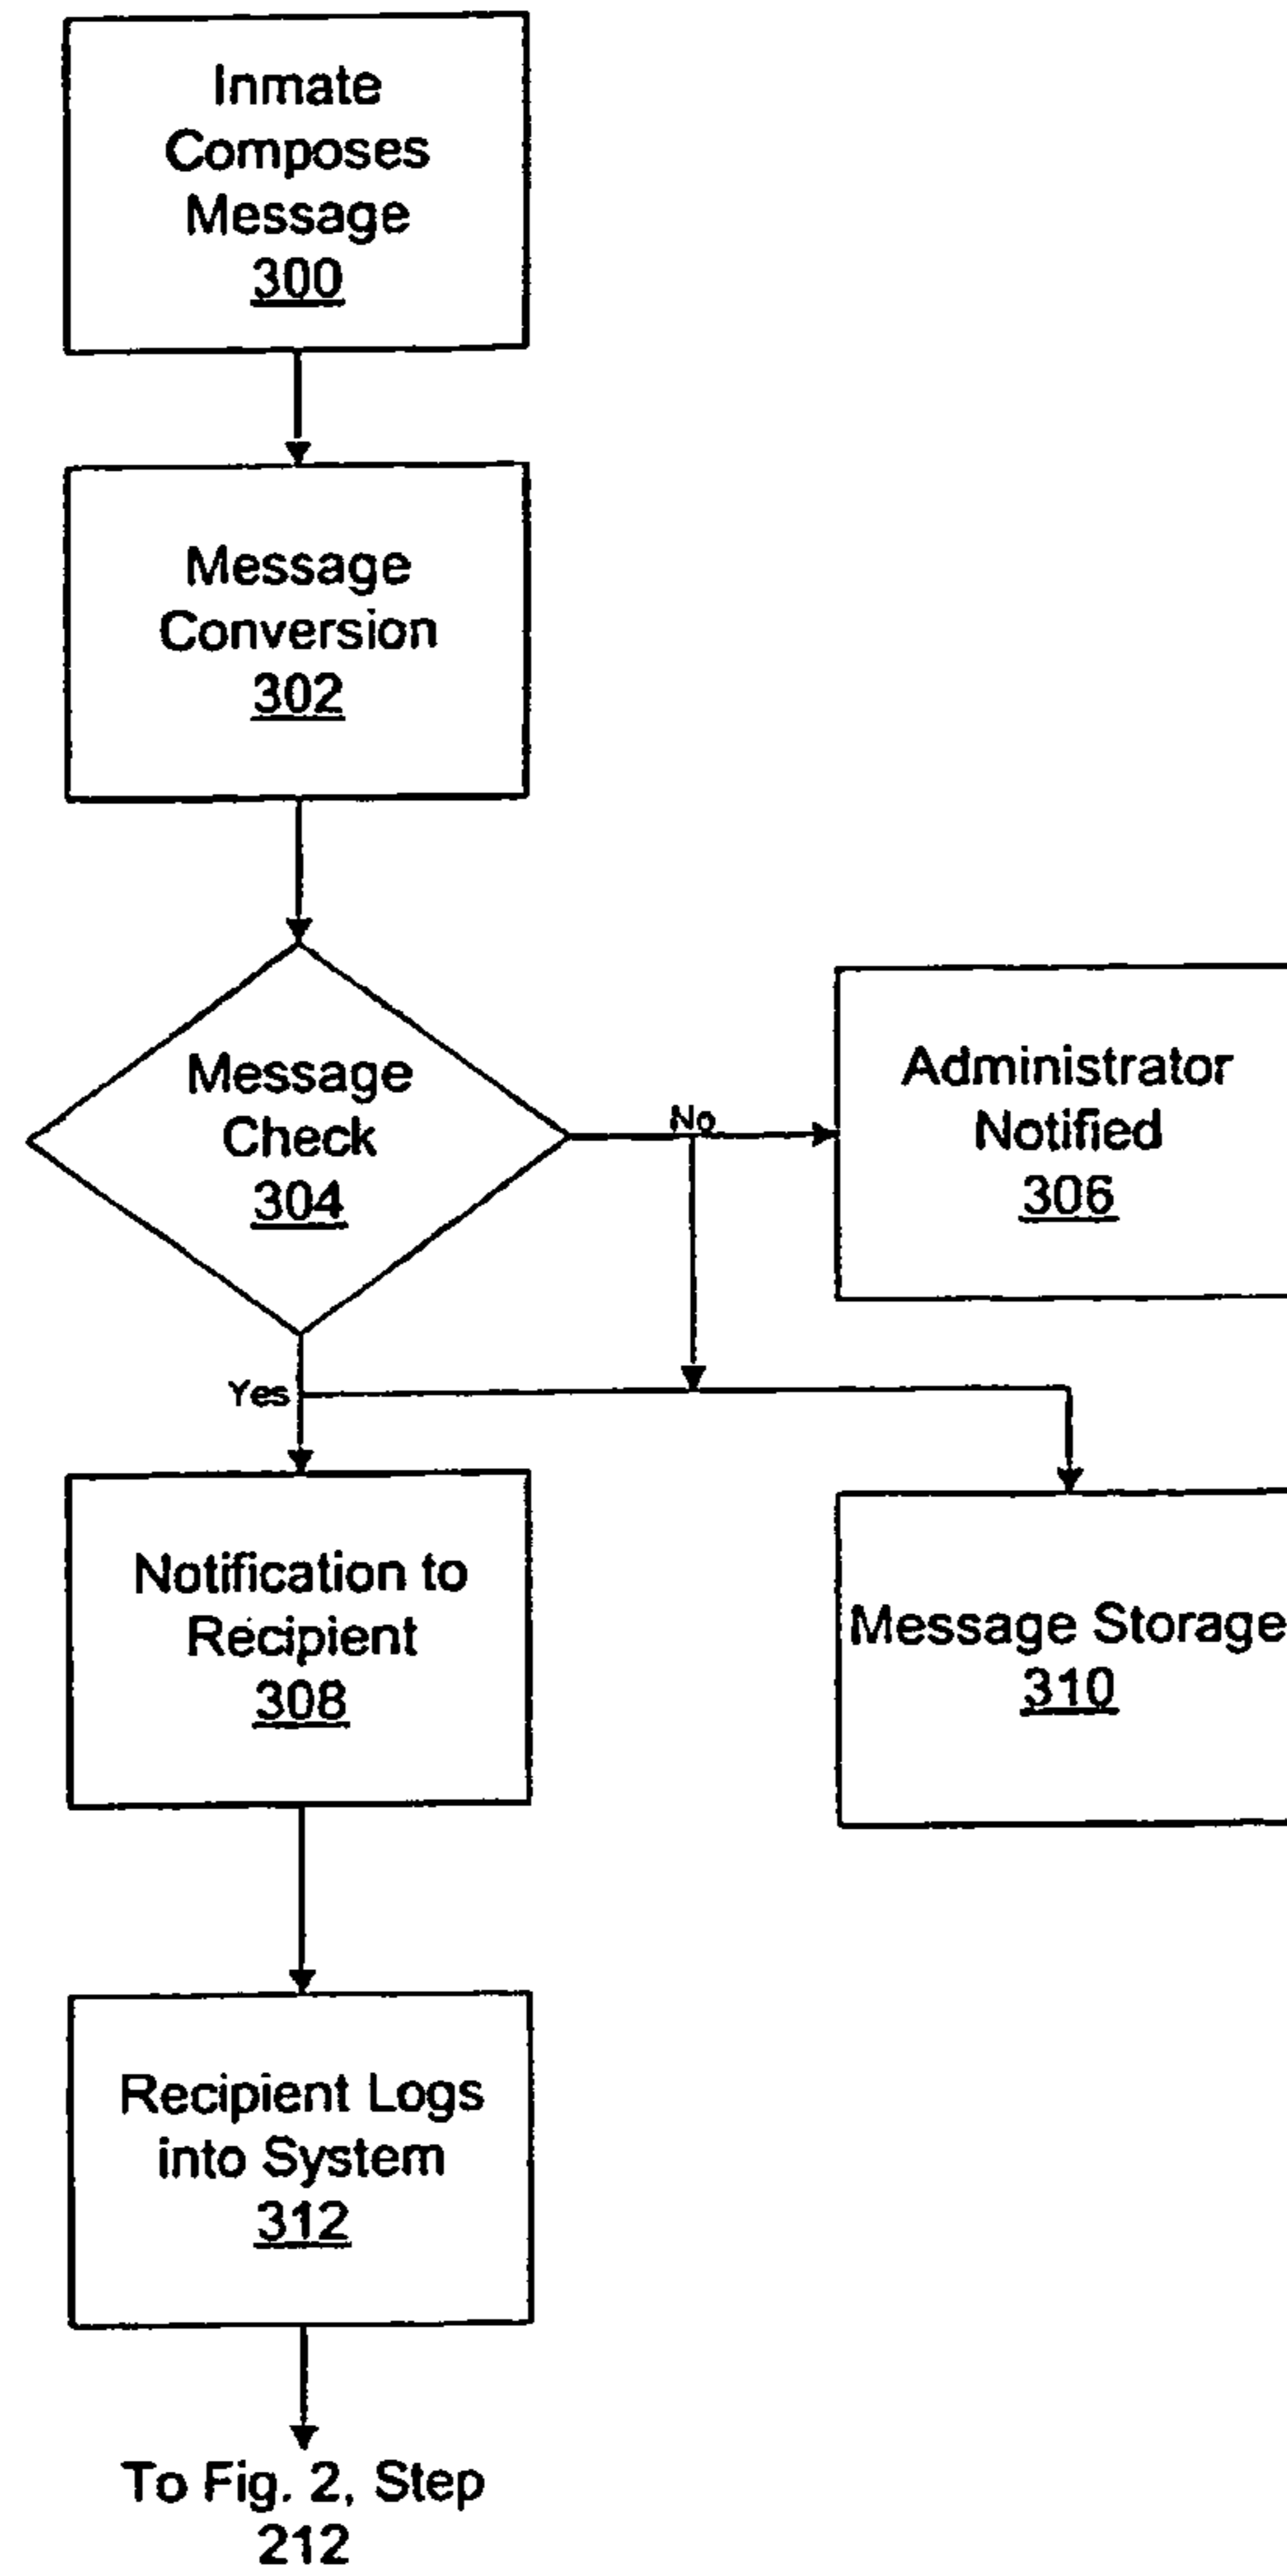 Inmate
Composes
Message
300
Message
Conversion
302
Message
Check
304
No
Administrator
Notified
306
Yes
Notification to
Recipient
308
Message Storage
310
Recipient Logs
into System
312
To Fig. 2, Step
212